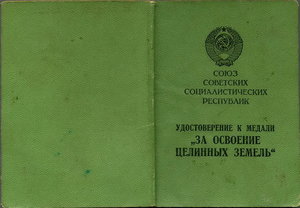 СОЮЗ
СОВЕТСКИХ
СОЦИАЛИСТИЧЕСКИХ
РЕСПУБЛИК
УДОСТОВЕРЕНИЕ К МЕДАЛИ
„ЗА ОСВОЕНИЕ
ЦЕЛИННЫХ ЗЕМЕЛЬ“